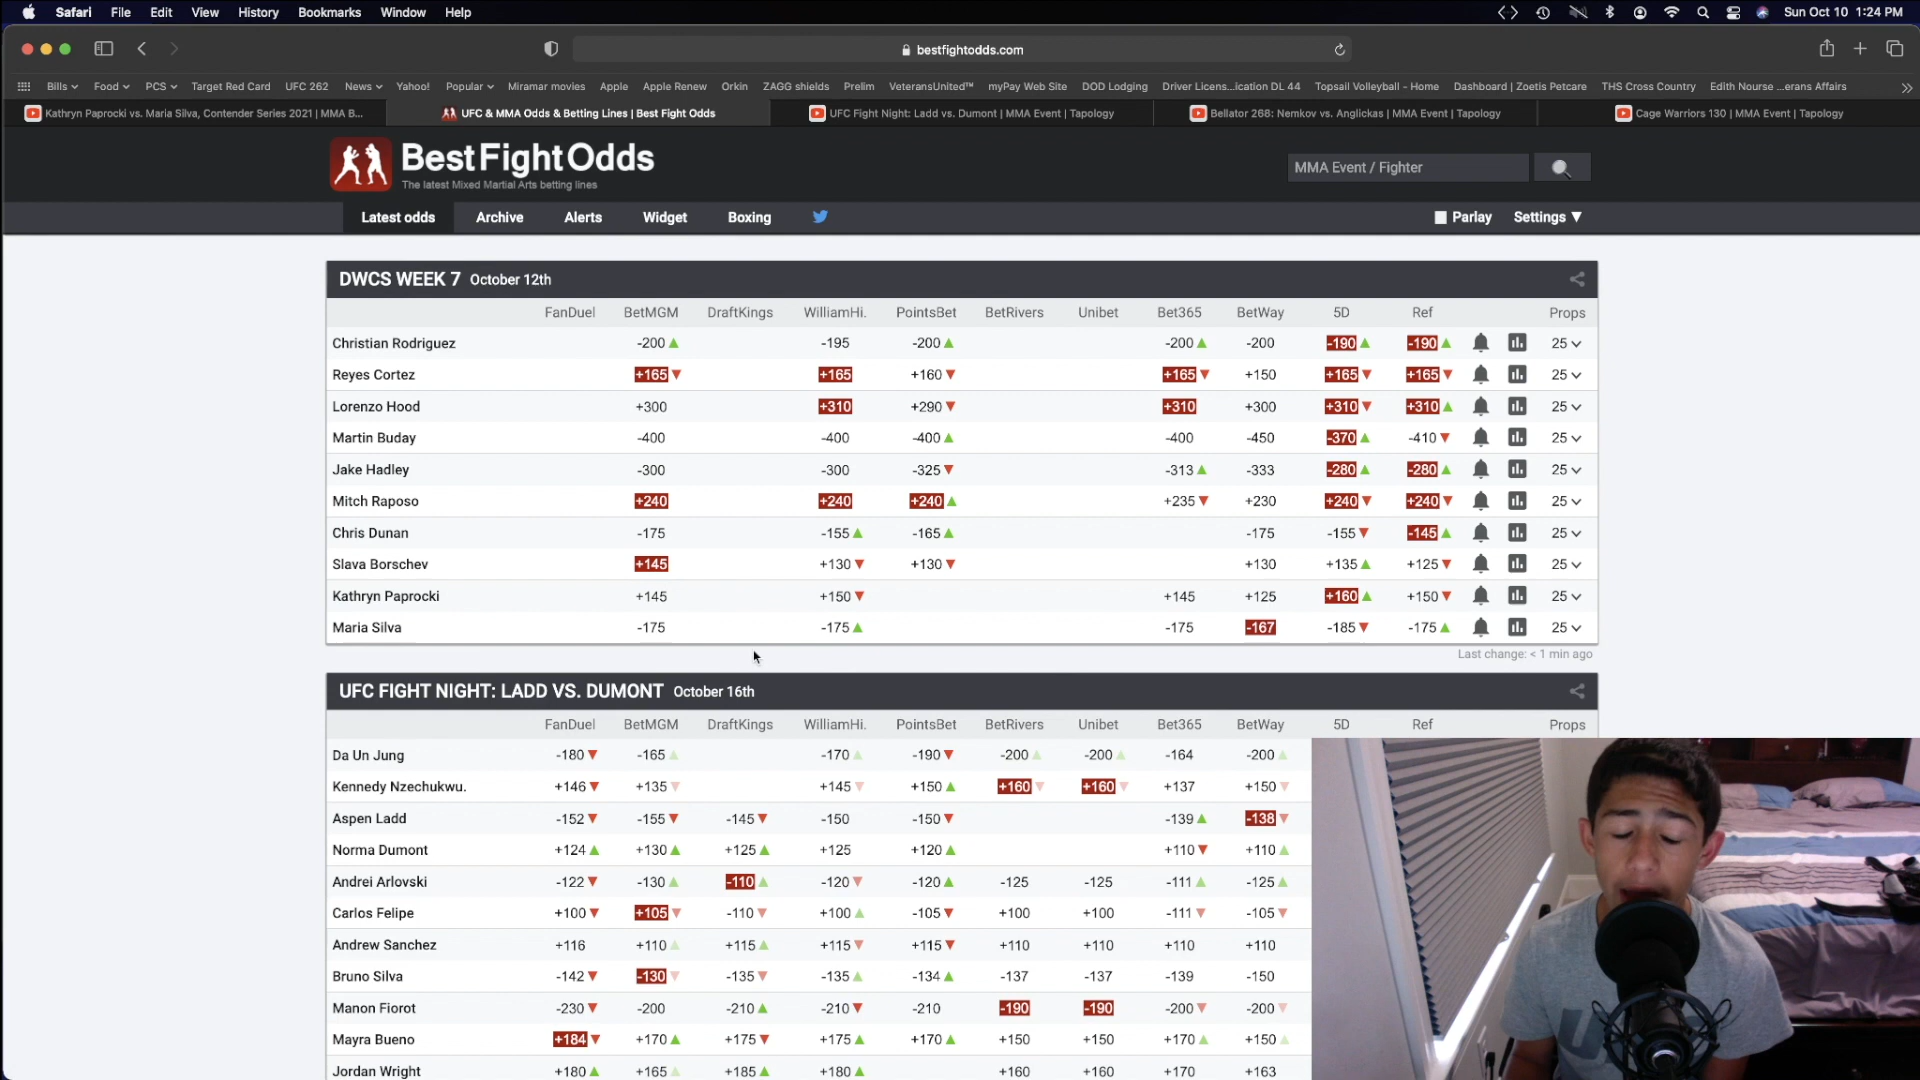 Safari File Edit View History Bookmarks Window Help Sun Oct 10 1:24 PM
bestfightodds.com
Bills Food PCS Target Red Card UFC 262 News Yahoo! Popular Miramar movies Apple Apple Renew Orkin ZAGG shields Prelim VeteransUnited™ myPay Web Site DOD Lodging Driver Licens...ication DL 44 Topsail Volleyball - Home Dashboard | Zoetis Petcare THS Cross Country Edith Nourse ...erans Affairs
Kathryn Paprocki vs. Maria Silva, Contender Series 2021 | MMA B... UFC & MMA Odds & Betting Lines | Best Fight Odds UFC Fight Night: Ladd vs. Dumont | MMA Event | Tapology Bellator 268: Nemkov vs. Anglickas | MMA Event | Tapology Cage Warriors 130 | MMA Event | Tapology
BestFightOdds
The latest Mixed Martial Arts betting lines
MMA Event / Fighter
Latest odds Archive Alerts Widget Boxing Parlay Settings ▼
DWCS WEEK 7 October 12th
FanDuel BetMGM DraftKings WilliamHi. PointsBet BetRivers Unibet Bet365 BetWay 5D Ref Props
Christian Rodriguez -200▲ -195 -200▲ -200▲ -200 -190▲ -190▲ 25
Reyes Cortez +165▼ +165 +160▼ +165▼ +150 +165▼ +165▼ 25
Lorenzo Hood +300 +310 +290▼ +310 +300 +310▼ +310▲ 25
Martin Buday -400 -400 -400▲ -400 -450 -370▲ -410▼ 25
Jake Hadley -300 -300 -325▼ -313▲ -333 -280▲ -280▲ 25
Mitch Raposo +240 +240 +240▲ +235▼ +230 +240▼ +240▼ 25
Chris Dunan -175 -155▲ -165▲ -175 -155▼ -145▲ 25
Slava Borschev +145 +130▼ +130▼ +130 +135▲ +125▼ 25
Kathryn Paprocki +145 +150▼ +145 +125 +160▲ +150▼ 25
Maria Silva -175 -175▲ -175 -167 -185▼ -175▲ 25
Last change: < 1 min ago
UFC FIGHT NIGHT: LADD VS. DUMONT October 16th
FanDuel BetMGM DraftKings WilliamHi. PointsBet BetRivers Unibet Bet365 BetWay 5D Ref Props
Da Un Jung -180▼ -165▲ -170▲ -190▼ -200▲ -200▲ -164 -200▲
Kennedy Nzechukwu. +146▼ +135▼ +145▼ +150▲ +160▼ +160▼ +137 +150▼
Aspen Ladd -152▼ -155▼ -145▼ -150 -150▼ -139▲ -138▼
Norma Dumont +124▲ +130▲ +125▲ +125 +120▲ +110▼ +110▲
Andrei Arlovski -122▼ -130▲ -110▲ -120▼ -120▲ -125 -125 -111▲ -125▲
Carlos Felipe +100▼ +105▼ -110▼ +100▲ -105▼ +100 +100 -111▼ -105▼
Andrew Sanchez +116 +110▲ +115▲ +115▼ +115▼ +110 +110 +110 +110
Bruno Silva -142▼ -130▼ -135▼ -135▲ -134▲ -137 -137 -139 -150
Manon Fiorot -230▼ -200 -210▲ -210▼ -210 -190 -190 -200▼ -200▼
Mayra Bueno +184▼ +170▲ +175▼ +175▲ +170▲ +150 +150 +170▲ +150▲
Jordan Wright +180▲ +165▲ +185▲ +180▲ +160 +160 +170 +163